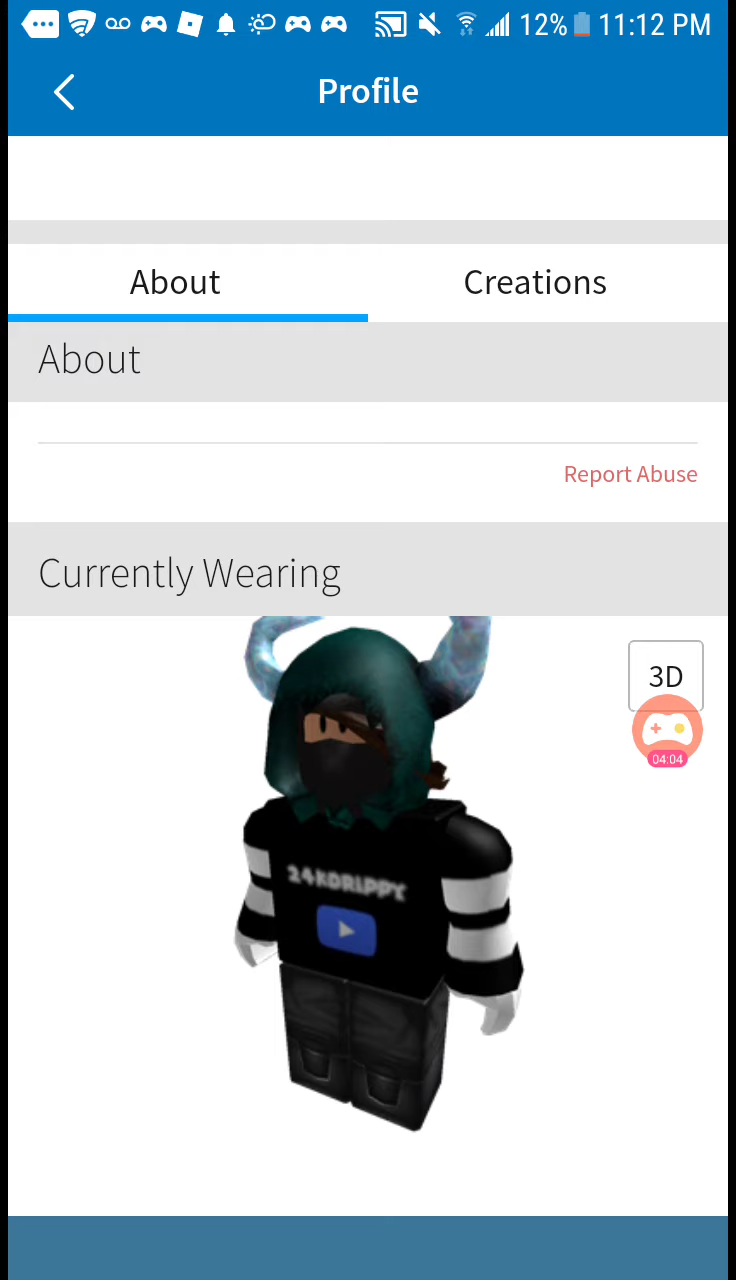 12% 11:12 PM
Profile
About Creations
About
Report Abuse
Currently Wearing
3D
04:04
24KDRIPPY